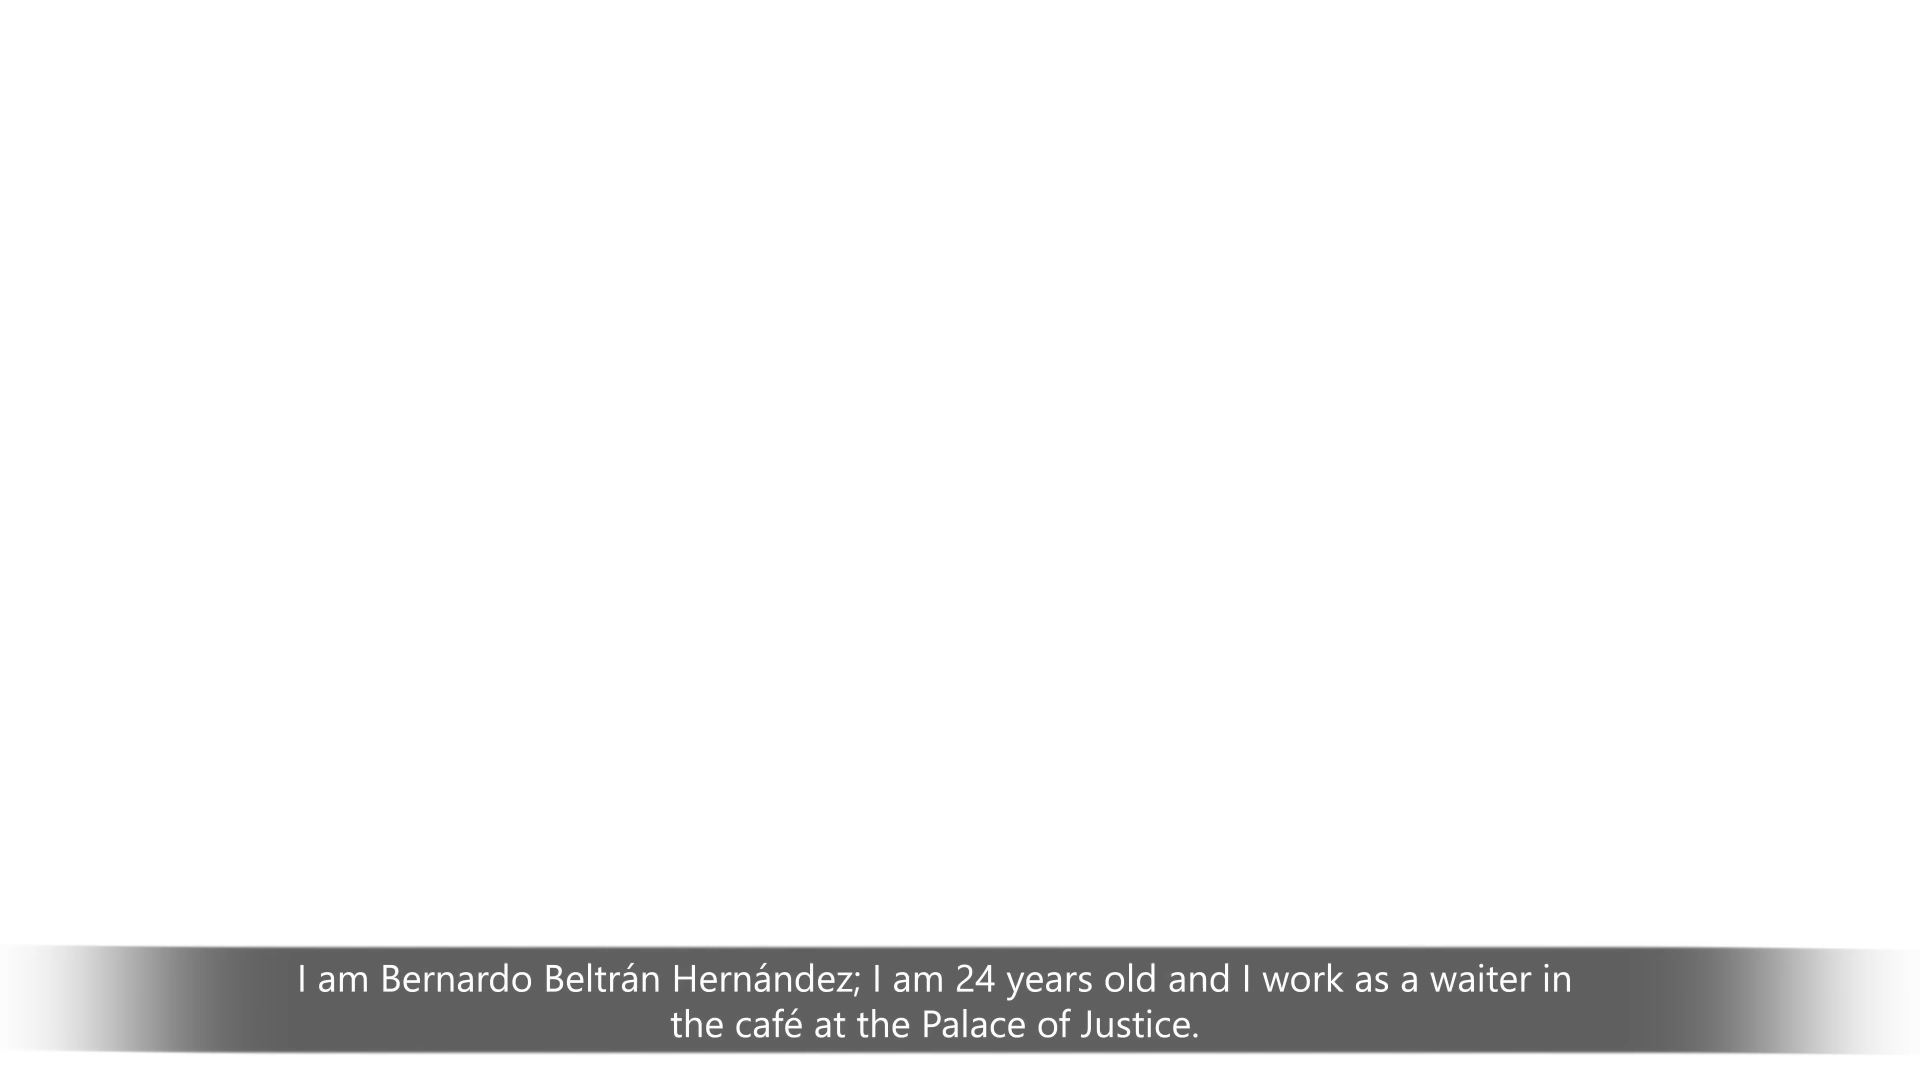 I am Bernardo Beltrán Hernández; I am 24 years old and I work as a waiter in
the café at the Palace of Justice.